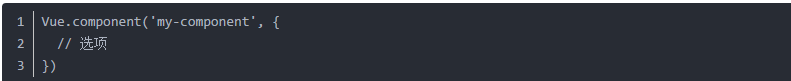 1 Vue.component('my-component', {
2   // 选项
3 })